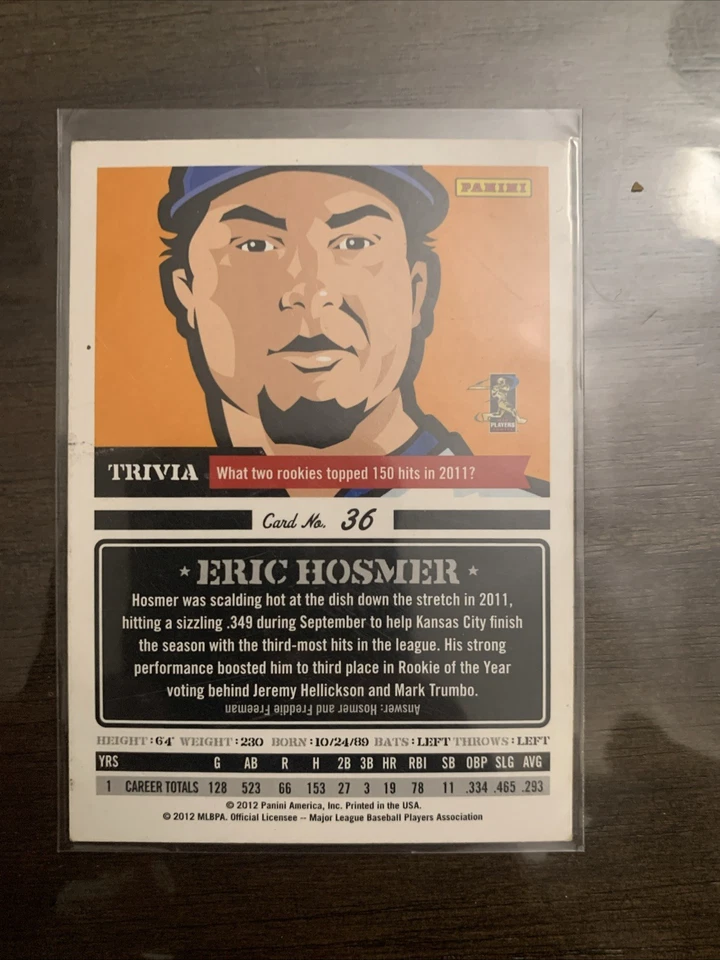 PANINI
PLAYERS
TRIVIA What two rookies topped 150 hits in 2011?
Card No. 36
★ ERIC HOSMER ★
Hosmer was scalding hot at the dish down the stretch in 2011,
hitting a sizzling .349 during September to help Kansas City finish
the season with the third-most hits in the league. His strong
performance boosted him to third place in Rookie of the Year
voting behind Jeremy Hellickson and Mark Trumbo.
Answer: Hosmer and Freddie Freeman
HEIGHT: 6'4" WEIGHT: 230 BORN: 10/24/89 BATS: LEFT THROWS: LEFT
YRS G AB R H 2B 3B HR RBI SB OBP SLG AVG
1 CAREER TOTALS 128 523 66 153 27 3 19 78 11 .334 .465 .293
© 2012 Panini America, Inc. Printed in the USA.
© 2012 MLBPA. Official Licensee -- Major League Baseball Players Association